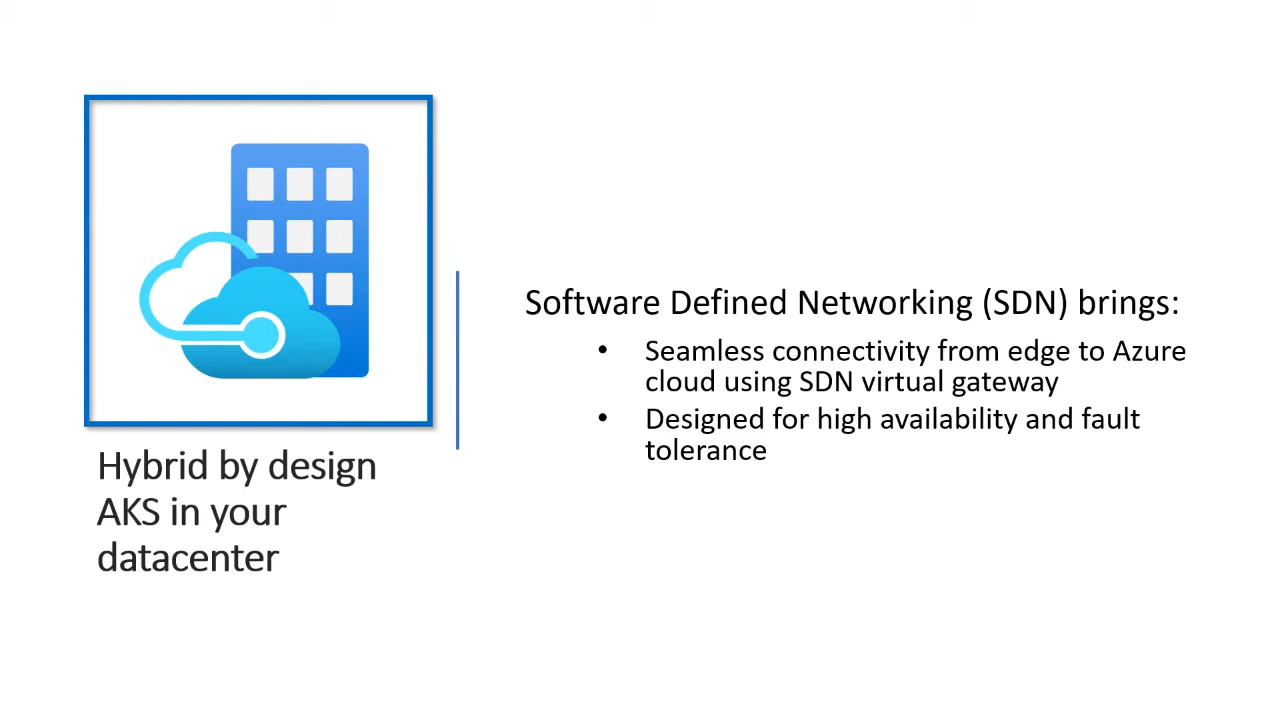 Hybrid by design
AKS in your
datacenter
Software Defined Networking (SDN) brings:
• Seamless connectivity from edge to Azure
cloud using SDN virtual gateway
• Designed for high availability and fault
tolerance